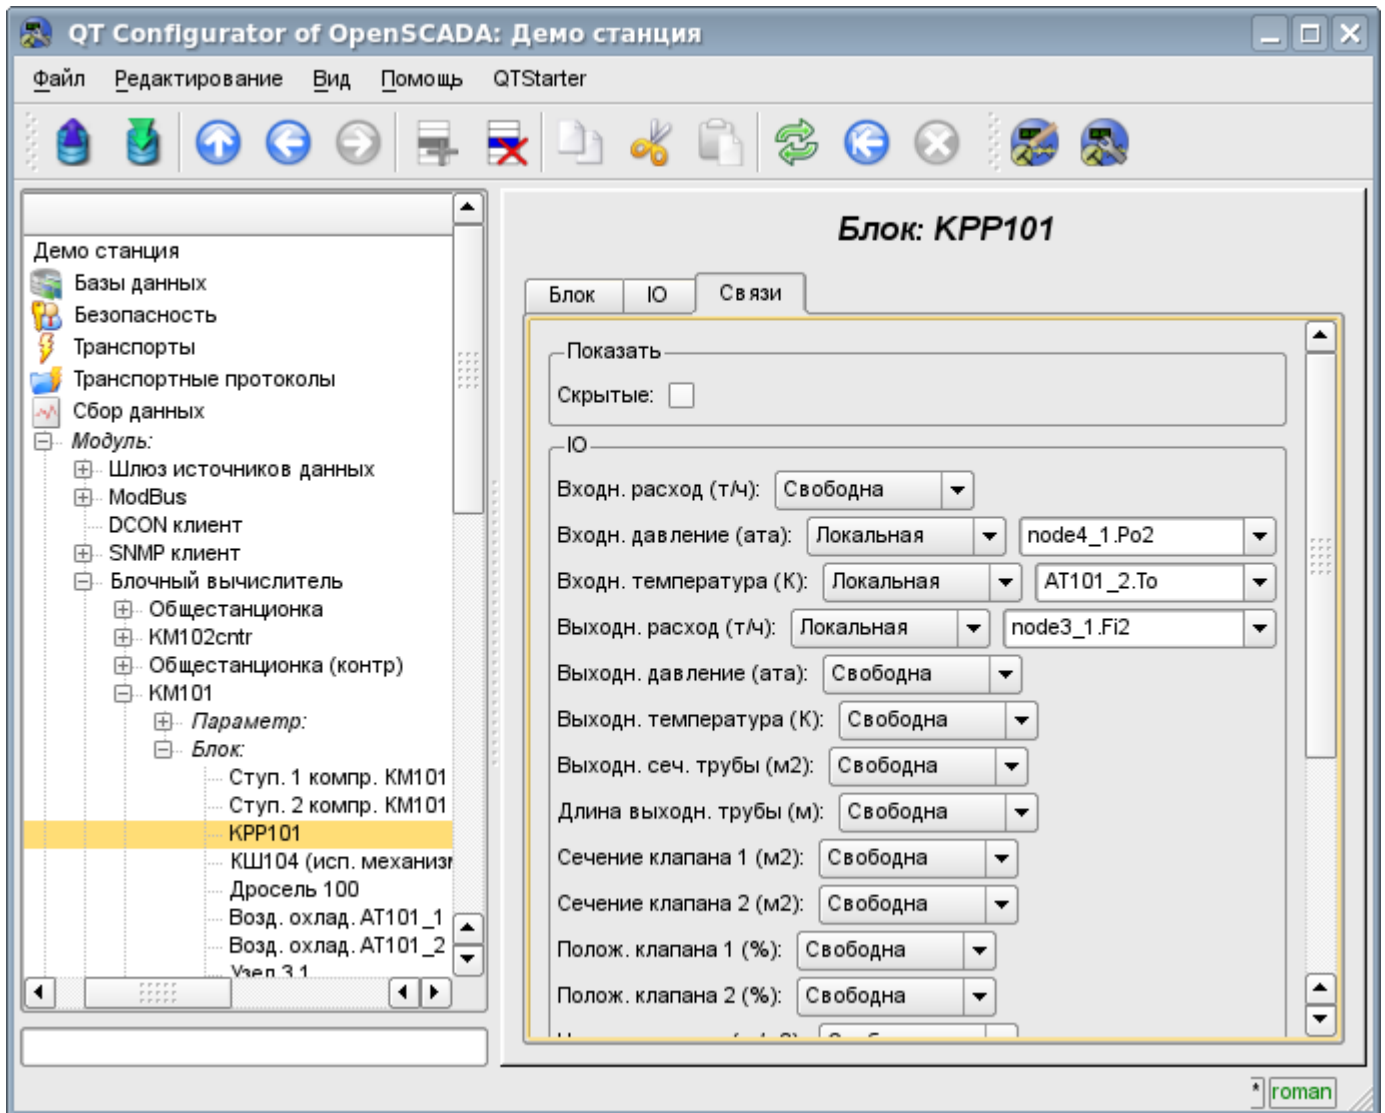 QT Configurator of OpenSCADA: Демо станция
Файл Редактирование Вид Помощь QTStarter
Демо станция
Базы данных
Безопасность
Транспорты
Транспортные протоколы
Сбор данных
Модуль:
Шлюз источников данных
ModBus
DCON клиент
SNMP клиент
Блочный вычислитель
Общестанционка
KM102cntr
Общестанционка (контр)
KM101
Параметр:
Блок:
Ступ. 1 компр. KM101
Ступ. 2 компр. KM101
KPP101
КШ104 (исп. механизм
Дросель 100
Возд. охлад. AT101_1
Возд. охлад. AT101_2
Узел 3.1
Блок: KPP101
Блок IO Связи
Показать
Скрытые:
IO
Входн. расход (т/ч): Свободна
Входн. давление (ата): Локальная node4_1.Po2
Входн. температура (К): Локальная AT101_2.To
Выходн. расход (т/ч): Локальная node3_1.Fi2
Выходн. давление (ата): Свободна
Выходн. температура (К): Свободна
Выходн. сеч. трубы (м2): Свободна
Длина выходн. трубы (м): Свободна
Сечение клапана 1 (м2): Свободна
Сечение клапана 2 (м2): Свободна
Полож. клапана 1 (%): Свободна
Полож. клапана 2 (%): Свободна
* roman